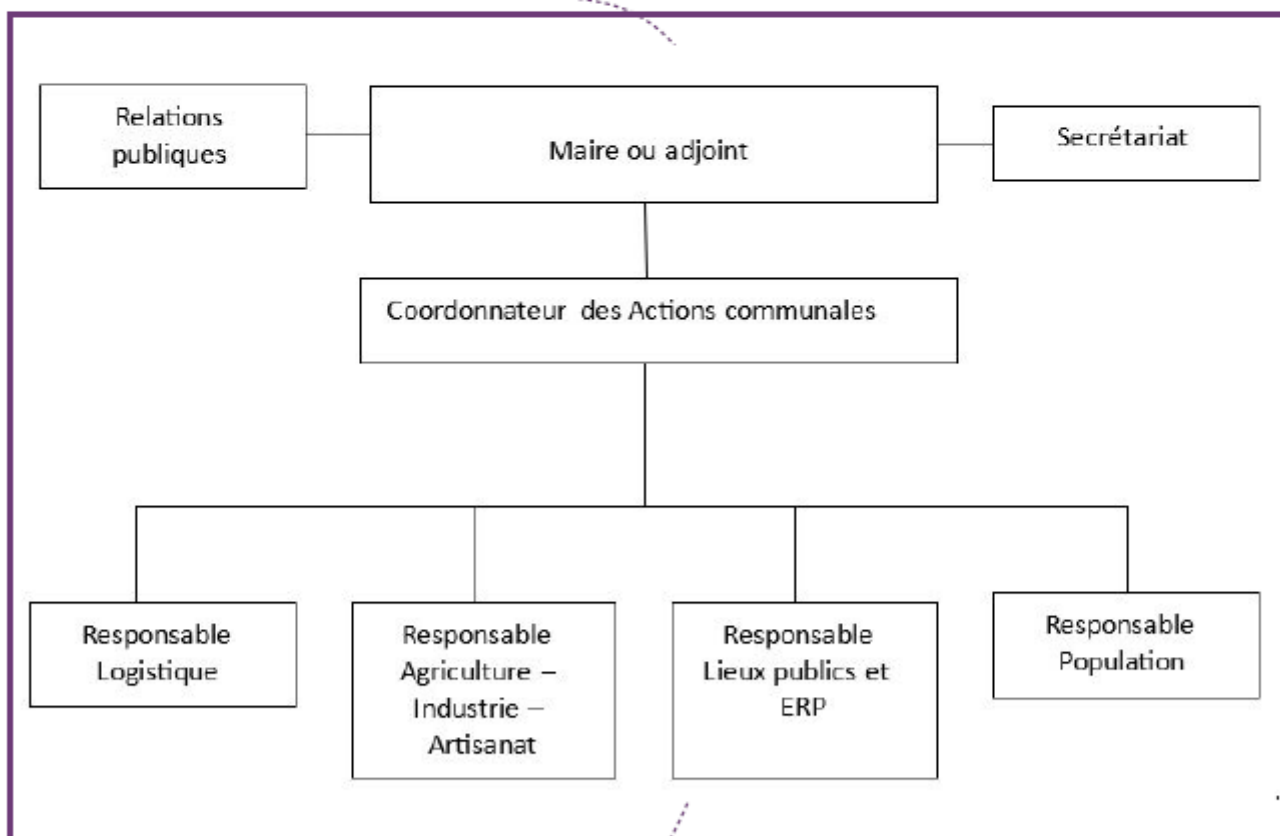 Relations
publiques
Maire ou adjoint
Secrétariat
Coordonnateur des Actions communales
Responsable
Logistique
Responsable
Agriculture –
Industrie –
Artisanat
Responsable
Lieux publics et
ERP
Responsable
Population
.